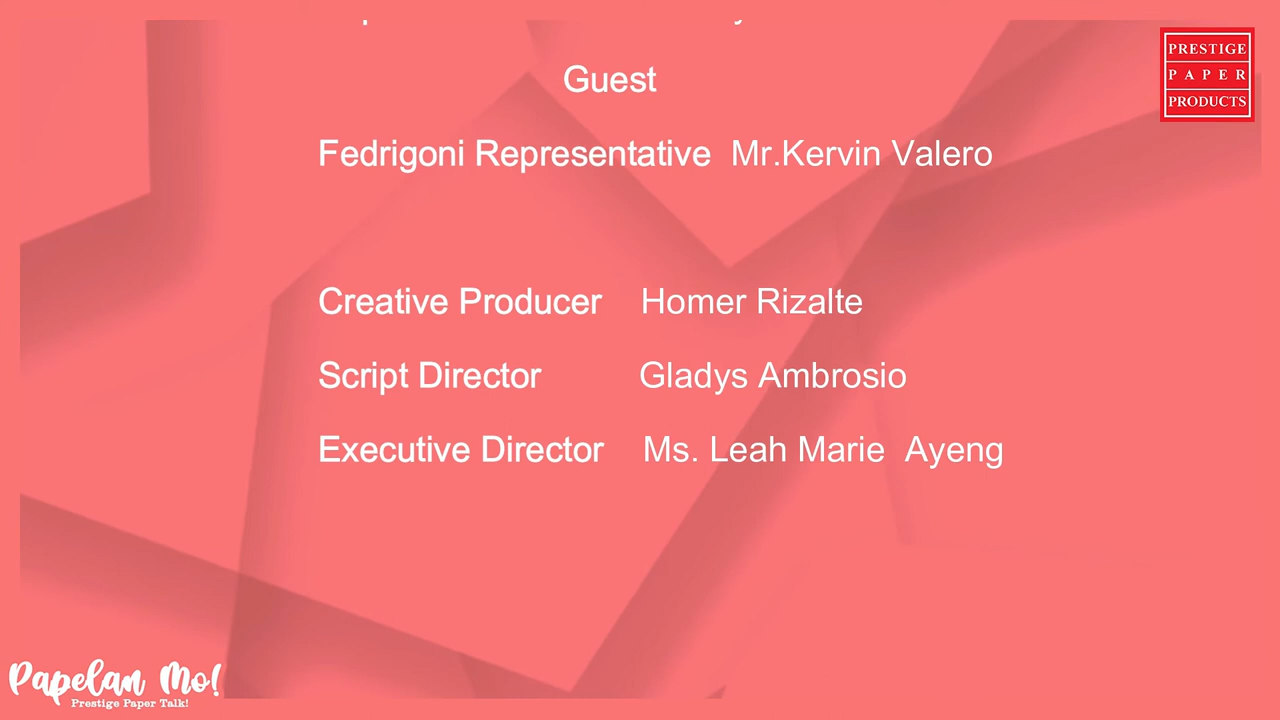 PRESTIGE
PAPER
PRODUCTS
Guest
Fedrigoni Representative Mr.Kervin Valero
Creative Producer Homer Rizalte
Script Director Gladys Ambrosio
Executive Director Ms. Leah Marie Ayeng
Papelan Mo!
Prestige Paper Talk!